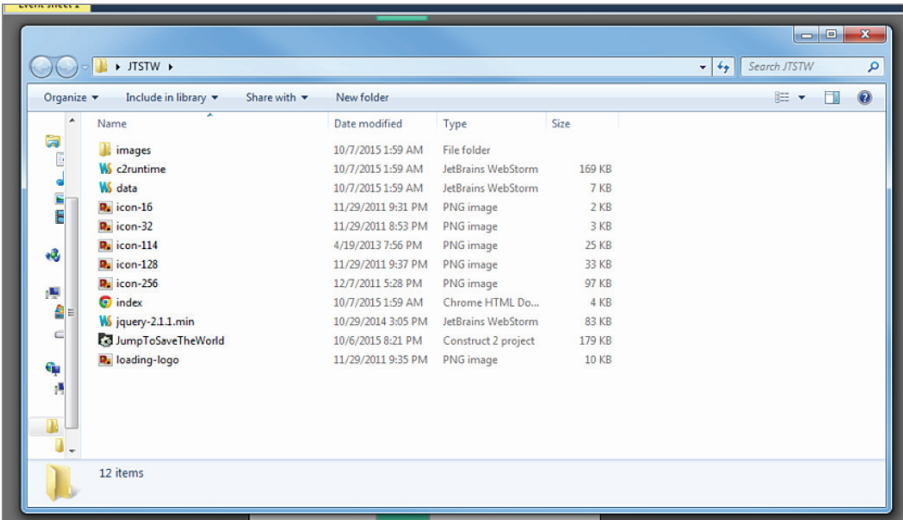 Event sheet 1
JTSTW
Search JTSTW
Organize Include in library Share with New folder
Name Date modified Type Size
images 10/7/2015 1:59 AM File folder
c2runtime 10/7/2015 1:59 AM JetBrains WebStorm 169 KB
data 10/7/2015 1:59 AM JetBrains WebStorm 7 KB
icon-16 11/29/2011 9:31 PM PNG image 2 KB
icon-32 11/29/2011 8:53 PM PNG image 3 KB
icon-114 4/19/2013 7:56 PM PNG image 25 KB
icon-128 11/29/2011 9:37 PM PNG image 33 KB
icon-256 12/7/2011 5:28 PM PNG image 97 KB
index 10/7/2015 1:59 AM Chrome HTML Do... 4 KB
jquery-2.1.1.min 10/29/2014 3:05 PM JetBrains WebStorm 83 KB
JumpToSaveTheWorld 10/6/2015 8:21 PM Construct 2 project 179 KB
loading-logo 11/29/2011 9:35 PM PNG image 10 KB
12 items